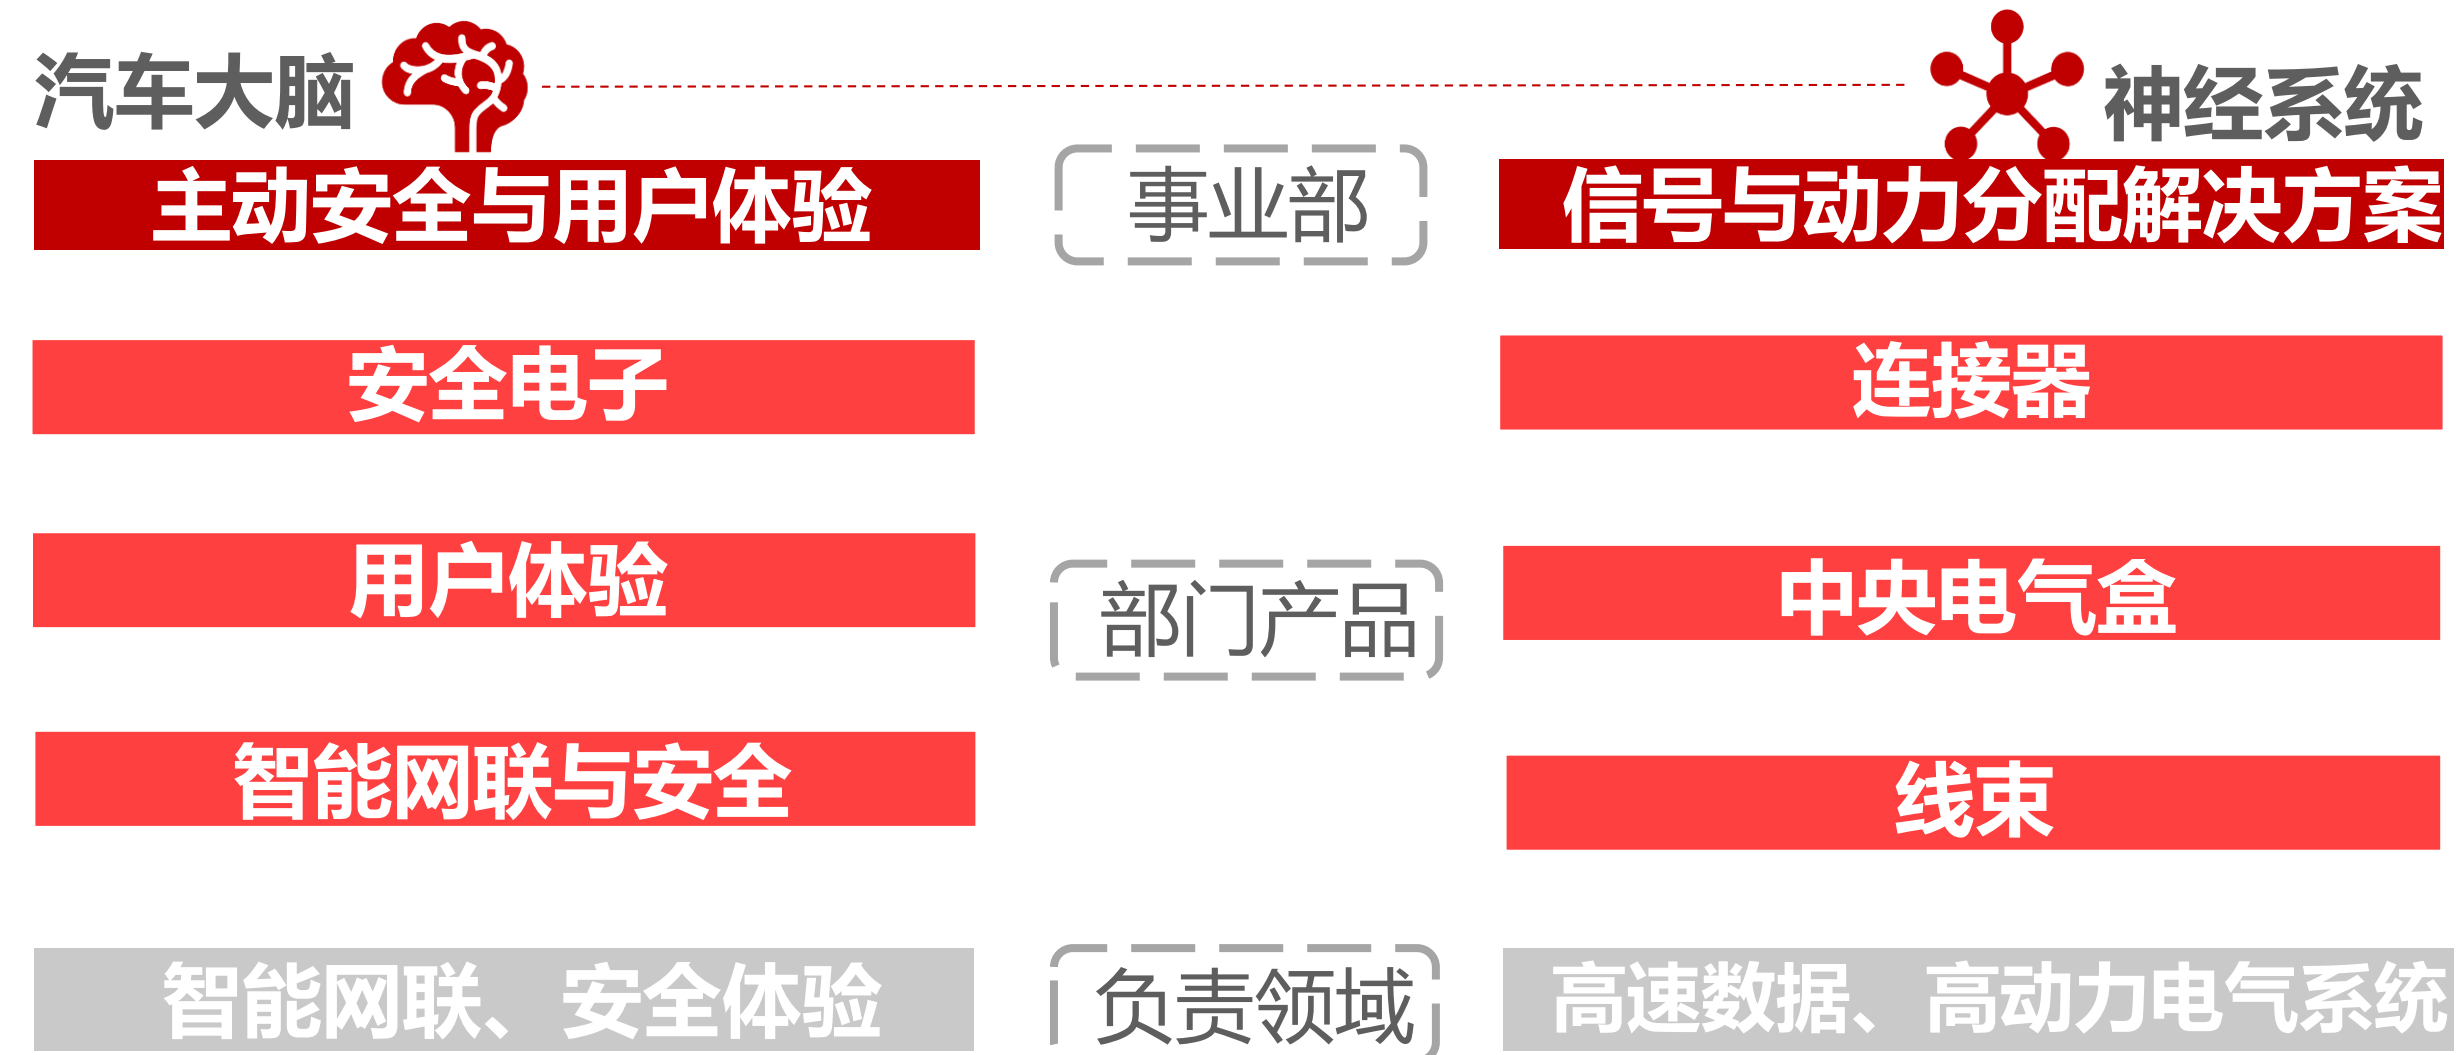 汽车大脑
神经系统
主动安全与用户体验
事业部
信号与动力分配解决方案
安全电子
连接器
用户体验
部门产品
中央电气盒
智能网联与安全
线束
智能网联、安全体验
负责领域
高速数据、高动力电气系统